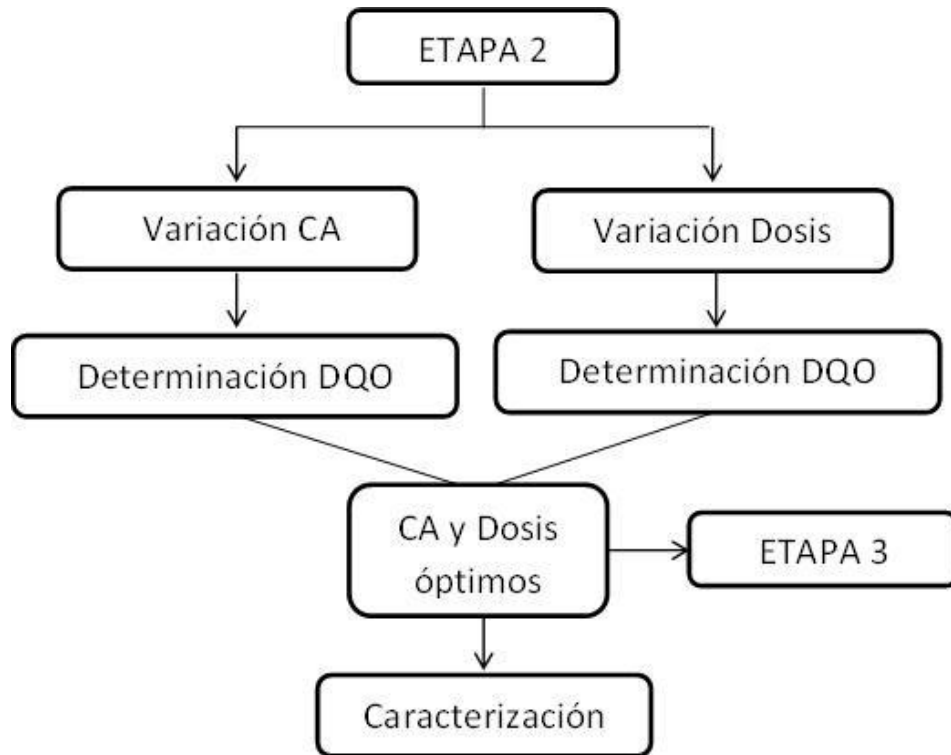 ETAPA 2
Variación CA
Variación Dosis
Determinación DQO
Determinación DQO
CA y Dosis
óptimos
ETAPA 3
Caracterización